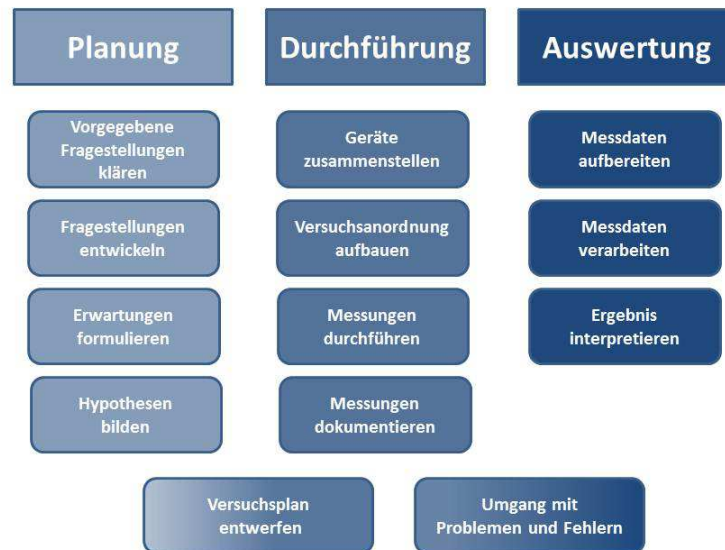 Planung
Durchführung
Auswertung
Vorgegebene
Fragestellungen
klären
Geräte
zusammenstellen
Messdaten
aufbereiten
Fragestellungen
entwickeln
Versuchsanordnung
aufbauen
Messdaten
verarbeiten
Erwartungen
formulieren
Messungen
durchführen
Ergebnis
interpretieren
Hypothesen
bilden
Messungen
dokumentieren
Versuchsplan
entwerfen
Umgang mit
Problemen und Fehlern